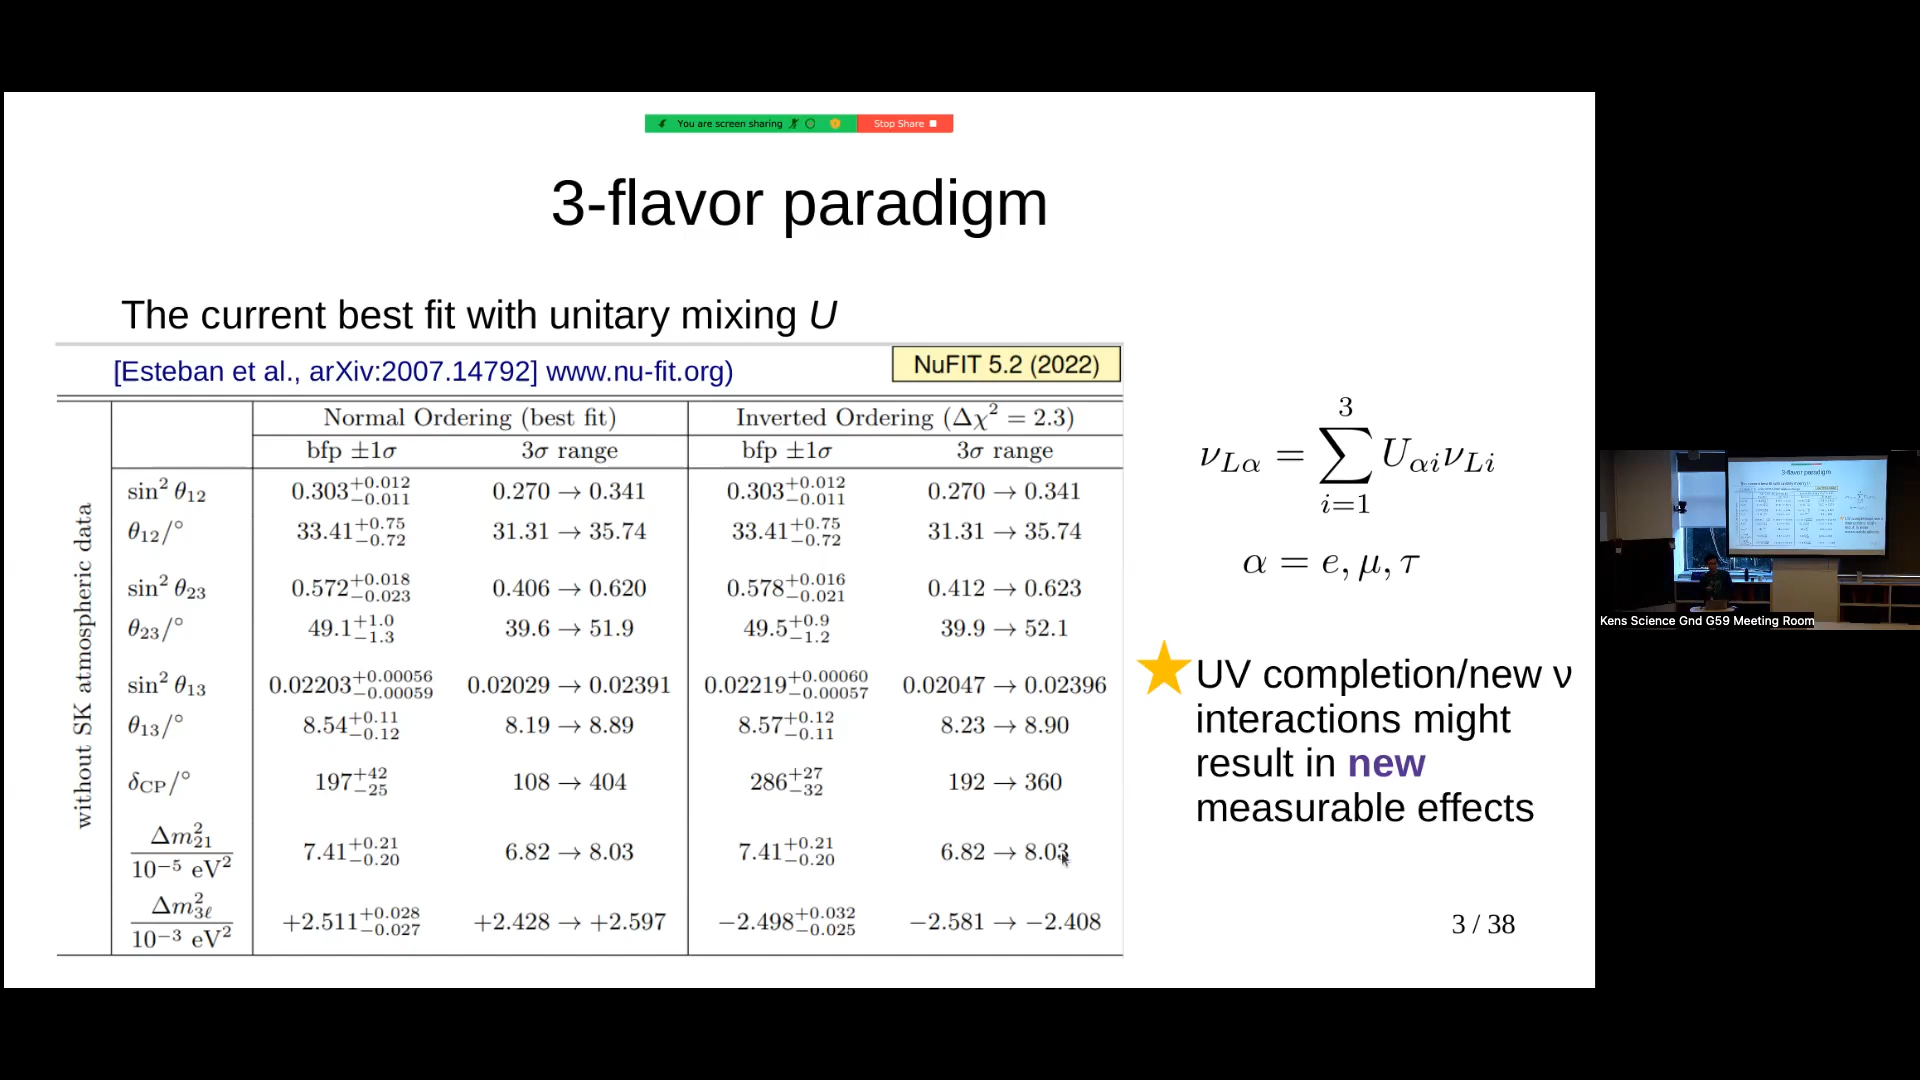 You are screen sharing
Stop Share
3-flavor paradigm
The current best fit with unitary mixing U
[Esteban et al., arXiv:2007.14792] www.nu-fit.org)
NuFIT 5.2 (2022)
Normal Ordering (best fit) Inverted Ordering (Δχ² = 2.3)
bfp ±1σ 3σ range bfp ±1σ 3σ range
without SK atmospheric data
sin² θ₁₂ 0.303+0.012−0.011 0.270 → 0.341 0.303+0.012−0.011 0.270 → 0.341
θ₁₂/° 33.41+0.75−0.72 31.31 → 35.74 33.41+0.75−0.72 31.31 → 35.74
sin² θ₂₃ 0.572+0.018−0.023 0.406 → 0.620 0.578+0.016−0.021 0.412 → 0.623
θ₂₃/° 49.1+1.0−1.3 39.6 → 51.9 49.5+0.9−1.2 39.9 → 52.1
sin² θ₁₃ 0.02203+0.00056−0.00059 0.02029 → 0.02391 0.02219+0.00060−0.00057 0.02047 → 0.02396
θ₁₃/° 8.54+0.11−0.12 8.19 → 8.89 8.57+0.12−0.11 8.23 → 8.90
δCP/° 197+42−25 108 → 404 286+27−32 192 → 360
Δm²₂₁/10⁻⁵ eV² 7.41+0.21−0.20 6.82 → 8.03 7.41+0.21−0.20 6.82 → 8.03
Δm²₃ℓ/10⁻³ eV² +2.511+0.028−0.027 +2.428 → +2.597 −2.498+0.032−0.025 −2.581 → −2.408
νLα = ∑ i=1 3 Uαi νLi
α = e, μ, τ
UV completion/new ν
interactions might
result in new
measurable effects
3 / 38
3-flavor paradigm
Kens Science Gnd G59 Meeting Room